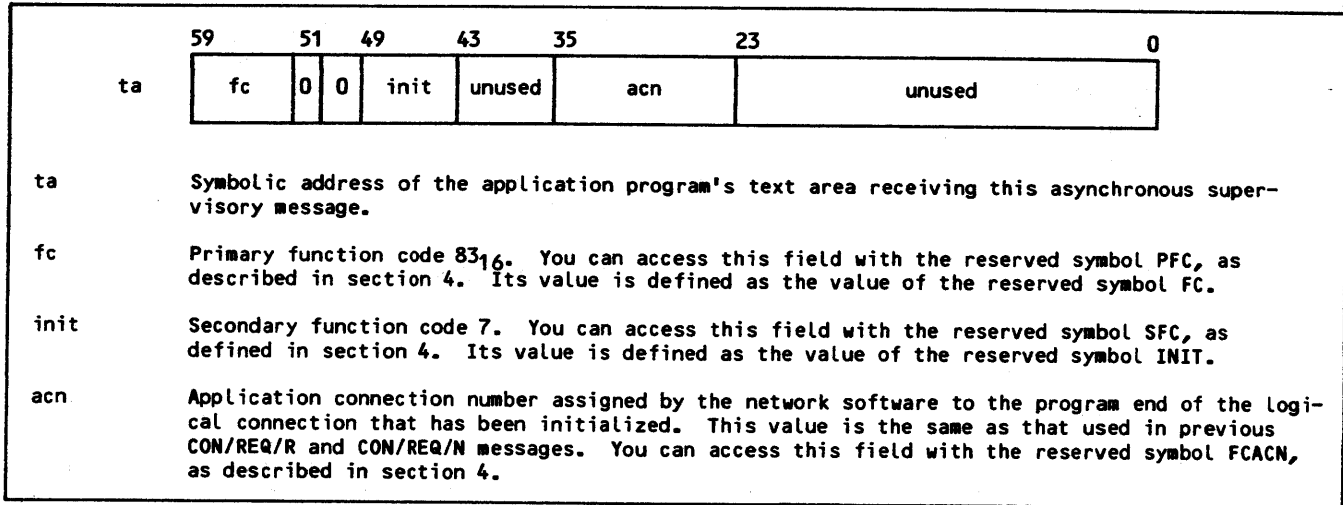 59 51 49 43 35 23 0
ta fc 0 0 init unused acn unused
ta Symbolic address of the application program's text area receiving this asynchronous super-
visory message.
fc Primary function code 83₁₆. You can access this field with the reserved symbol PFC, as
described in section 4. Its value is defined as the value of the reserved symbol FC.
init Secondary function code 7. You can access this field with the reserved symbol SFC, as
defined in section 4. Its value is defined as the value of the reserved symbol INIT.
acn Application connection number assigned by the network software to the program end of the logi-
cal connection that has been initialized. This value is the same as that used in previous
CON/REQ/R and CON/REQ/N messages. You can access this field with the reserved symbol FCACN,
as described in section 4.